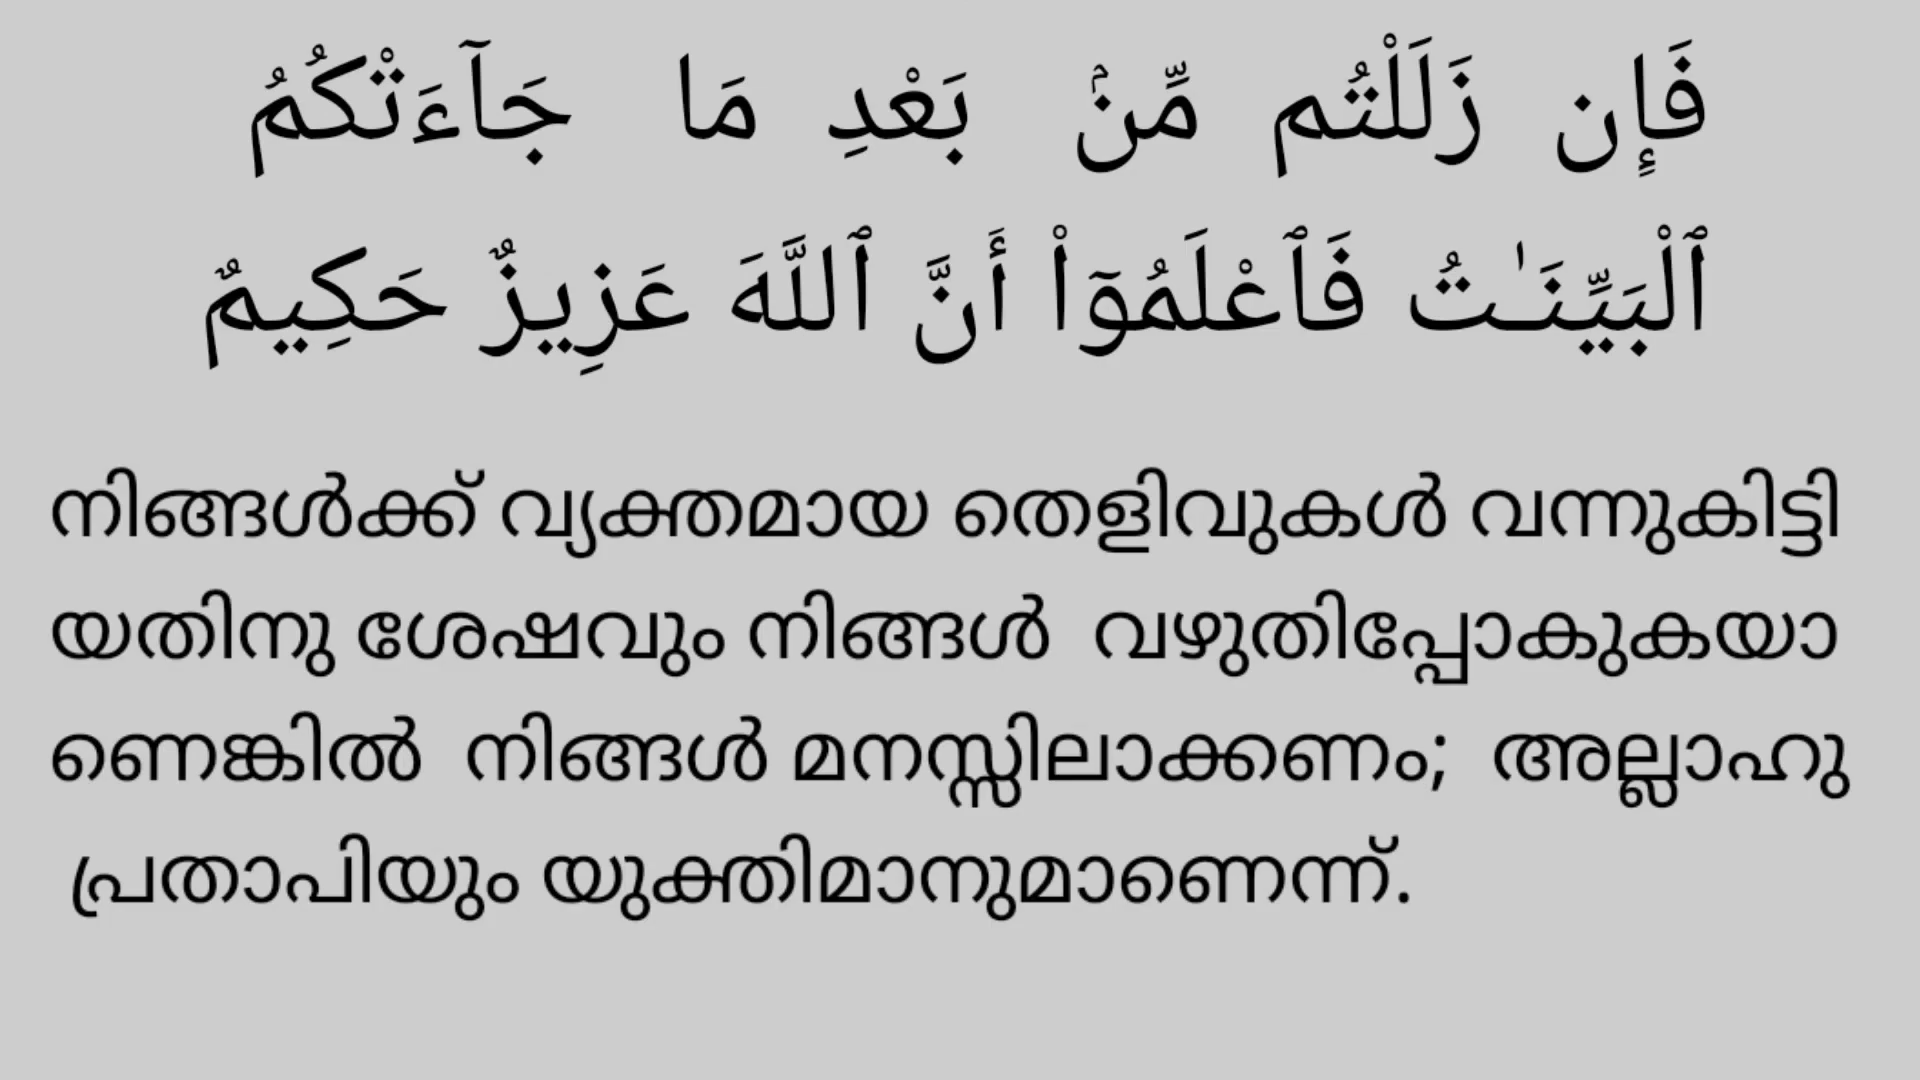 فَإِن زَلَلْتُم مِّنۢ بَعْدِ مَا جَآءَتْكُمُ
ٱلْبَيِّنَـٰتُ فَٱعْلَمُوٓا۟ أَنَّ ٱللَّهَ عَزِيزٌ حَكِيمٌ
നിങ്ങൾക്ക് വ്യക്തമായ തെളിവുകൾ വന്നുകിട്ടി
യതിനു ശേഷവും നിങ്ങൾ വഴുതിപ്പോകുകയാ
ണെങ്കിൽ നിങ്ങൾ മനസ്സിലാക്കണം; അല്ലാഹു
പ്രതാപിയും യുക്തിമാനുമാണെന്ന്.